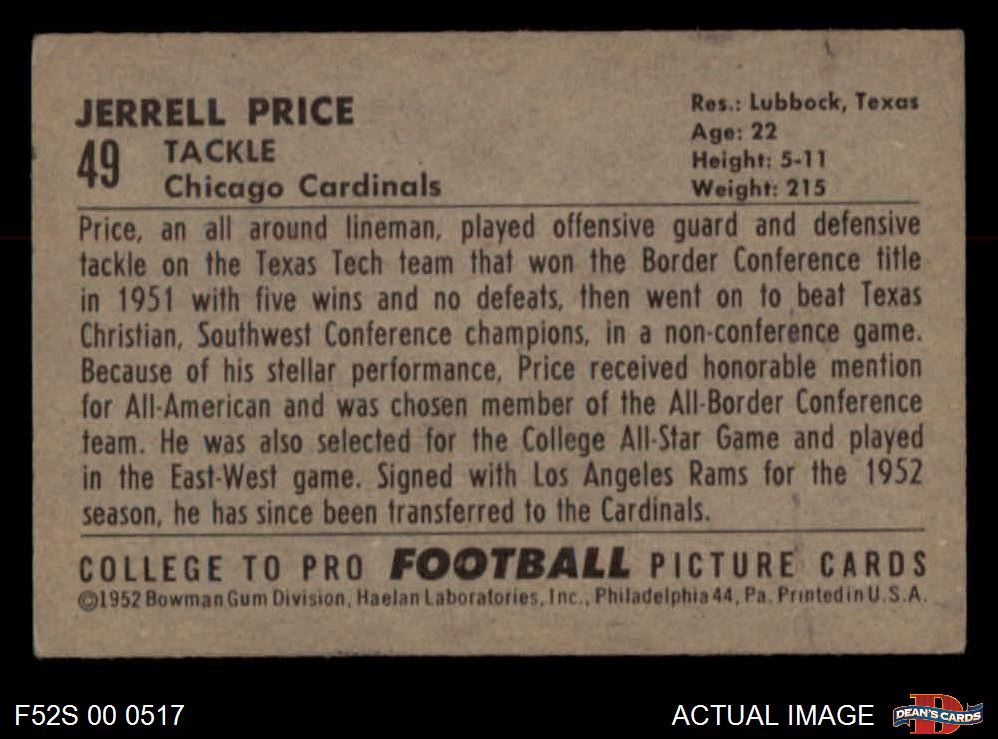 JERRELL PRICE
49 TACKLE
Chicago Cardinals
Res.: Lubbock, Texas
Age: 22
Height: 5-11
Weight: 215
Price, an all around lineman, played offensive guard and defensive
tackle on the Texas Tech team that won the Border Conference title
in 1951 with five wins and no defeats, then went on to beat Texas
Christian, Southwest Conference champions, in a non-conference game.
Because of his stellar performance, Price received honorable mention
for All-American and was chosen member of the All-Border Conference
team. He was also selected for the College All-Star Game and played
in the East-West game. Signed with Los Angeles Rams for the 1952
season, he has since been transferred to the Cardinals.
COLLEGE TO PRO FOOTBALL PICTURE CARDS
©1952 Bowman Gum Division, Haelan Laboratories, Inc., Philadelphia 44, Pa. Printed in U.S.A.
F52S 00 0517
ACTUAL IMAGE
D
DEAN'S CARDS